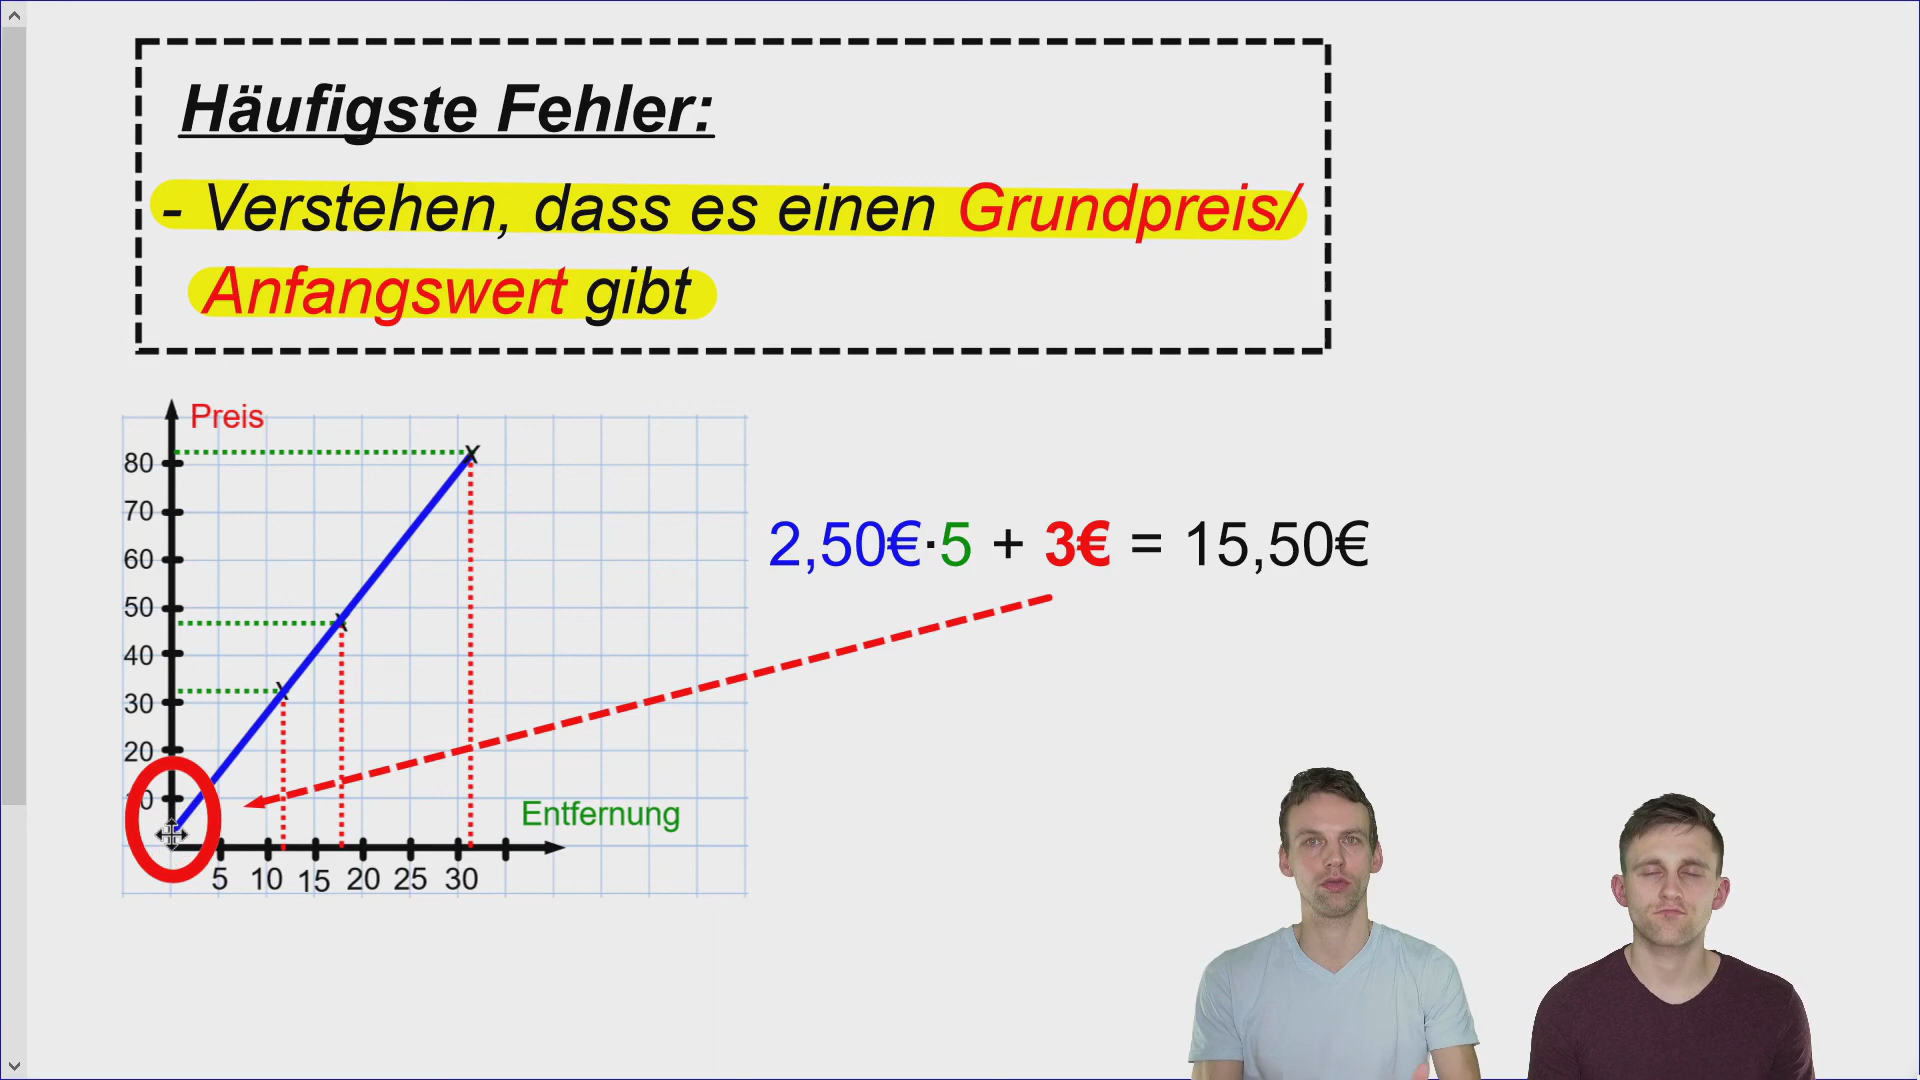 Häufigste Fehler:
- Verstehen, dass es einen Grundpreis/
Anfangswert gibt
Preis
80
70
60
50
40
30
20
2,50€·5 + 3€ = 15,50€
Entfernung
5 10 15 20 25 30